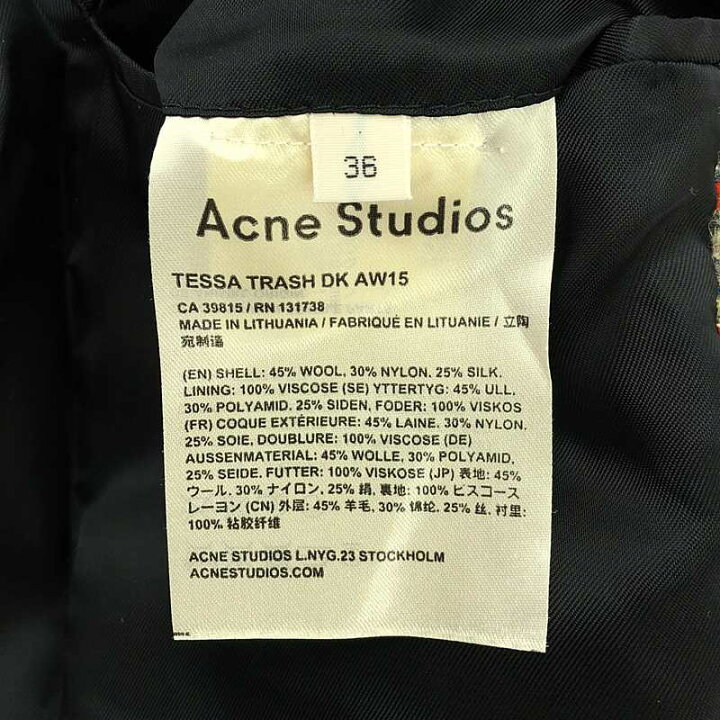 36
Acne Studios
TESSA TRASH DK AW15
CA 39815 / RN 131738
MADE IN LITHUANIA / FABRIQUÉ EN LITUANIE / 立陶
宛制造
(EN) SHELL: 45% WOOL, 30% NYLON. 25% SILK.
LINING: 100% VISCOSE (SE) YTTERTYG: 45% ULL,
30% POLYAMID. 25% SIDEN, FODER: 100% VISKOS
(FR) COQUE EXTÉRIEURE: 45% LAINE, 30% NYLON.
25% SOIE, DOUBLURE: 100% VISCOSE (DE)
AUSSENMATERIAL: 45% WOLLE, 30% POLYAMID,
25% SEIDE. FUTTER: 100% VISKOSE (JP) 表地: 45%
ウール, 30% ナイロン, 25% 絹, 裏地: 100% ビスコース
レーヨン (CN) 外层: 45% 羊毛, 30% 锦纶, 25% 丝, 衬里:
100% 粘胶纤维
ACNE STUDIOS L.NYG.23 STOCKHOLM
ACNESTUDIOS.COM